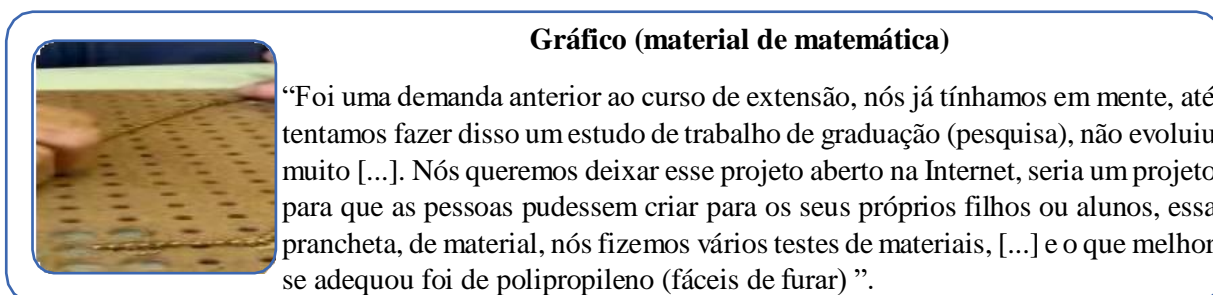 Gráfico (material de matemática)
“Foi uma demanda anterior ao curso de extensão, nós já tínhamos em mente, até
tentamos fazer disso um estudo de trabalho de graduação (pesquisa), não evoluiu
muito [...]. Nós queremos deixar esse projeto aberto na Internet, seria um projeto
para que as pessoas pudessem criar para os seus próprios filhos ou alunos, essa
prancheta, de material, nós fizemos vários testes de materiais, [...] e o que melhor
se adequou foi de polipropileno (fáceis de furar) ”.